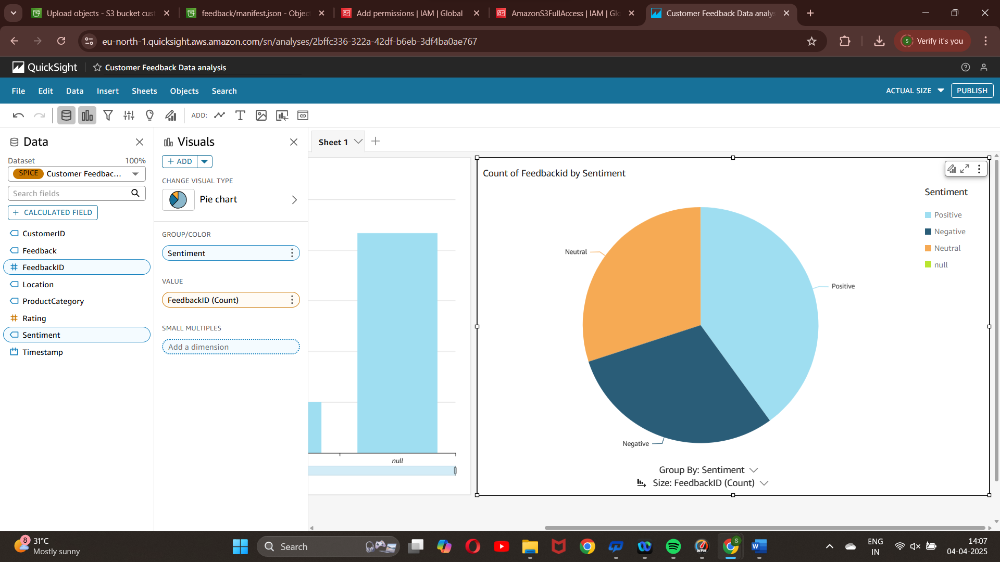 Upload objects - S3 bucket cust
feedback/manifest.json - Object
Add permissions | IAM | Global
AmazonS3FullAccess | IAM | Glo
Customer Feedback Data analys
eu-north-1.quicksight.aws.amazon.com/sn/analyses/2bffc336-322a-42df-b6eb-3df4ba0ae767
S
Verify it's you
QuickSight
Customer Feedback Data analysis
File
Edit
Data
Insert
Sheets
Objects
Search
ACTUAL SIZE
PUBLISH
ADD:
Data
Dataset
100%
SPICE
Customer Feedbac...
Search fields
+ CALCULATED FIELD
CustomerID
Feedback
FeedbackID
Location
ProductCategory
Rating
Sentiment
Timestamp
Visuals
+ ADD
CHANGE VISUAL TYPE
Pie chart
GROUP/COLOR
Sentiment
VALUE
FeedbackID (Count)
SMALL MULTIPLES
Add a dimension
Sheet 1
null
Count of Feedbackid by Sentiment
Sentiment
Positive
Negative
Neutral
null
Neutral
Positive
Negative
Group By: Sentiment
Size: FeedbackID (Count)
8
31°C
Mostly sunny
Search
WPM
S
W
ENG
IN
14:07
04-04-2025